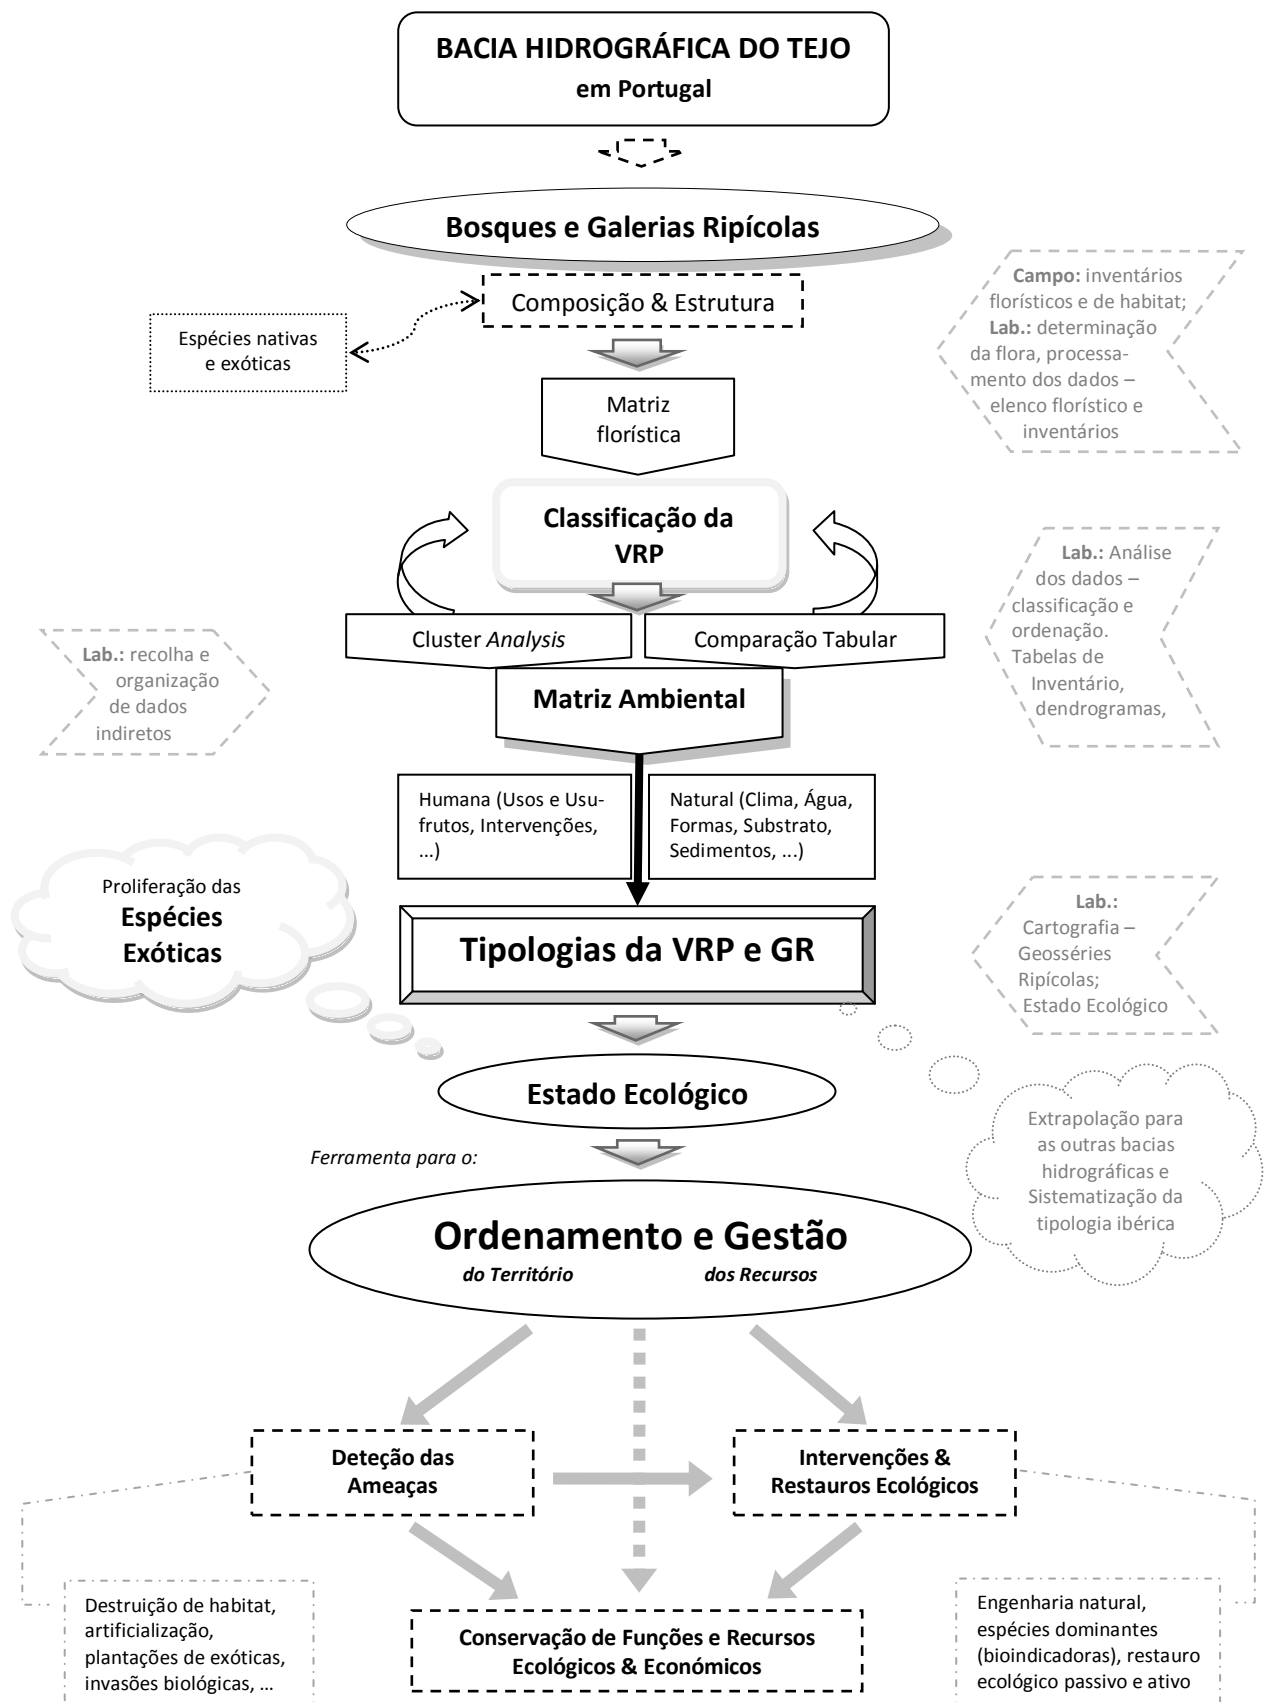 BACIA HIDROGRÁFICA DO TEJO
em Portugal
Bosques e Galerias Ripícolas
Composição & Estrutura
Espécies nativas
e exóticas
Campo: inventários
florísticos e de habitat;
Lab.: determinação
da flora, processa-
mento dos dados –
elenco florístico e
inventários
Matriz
florística
Classificação da
VRP
Cluster Analysis
Comparação Tabular
Lab.: Análise
dos dados –
classificação e
ordenação.
Tabelas de
Inventário,
dendrogramas,
Lab.: recolha e
organização
de dados
indiretos
Matriz Ambiental
Humana (Usos e Usu-
frutos, Intervenções,
...)
Natural (Clima, Água,
Formas, Substrato,
Sedimentos, ...)
Proliferação das
Espécies
Exóticas
Tipologias da VRP e GR
Lab.:
Cartografia –
Geosséries
Ripícolas;
Estado Ecológico
Estado Ecológico
Extrapolação para
as outras bacias
hidrográficas e
Sistematização da
tipologia ibérica
Ferramenta para o:
Ordenamento e Gestão
do Território dos Recursos
Deteção das
Ameaças
Intervenções &
Restauros Ecológicos
Destruição de habitat,
artificialização,
plantações de exóticas,
invasões biológicas, ...
Conservação de Funções e Recursos
Ecológicos & Económicos
Engenharia natural,
espécies dominantes
(bioindicadoras), restauro
ecológico passivo e ativo